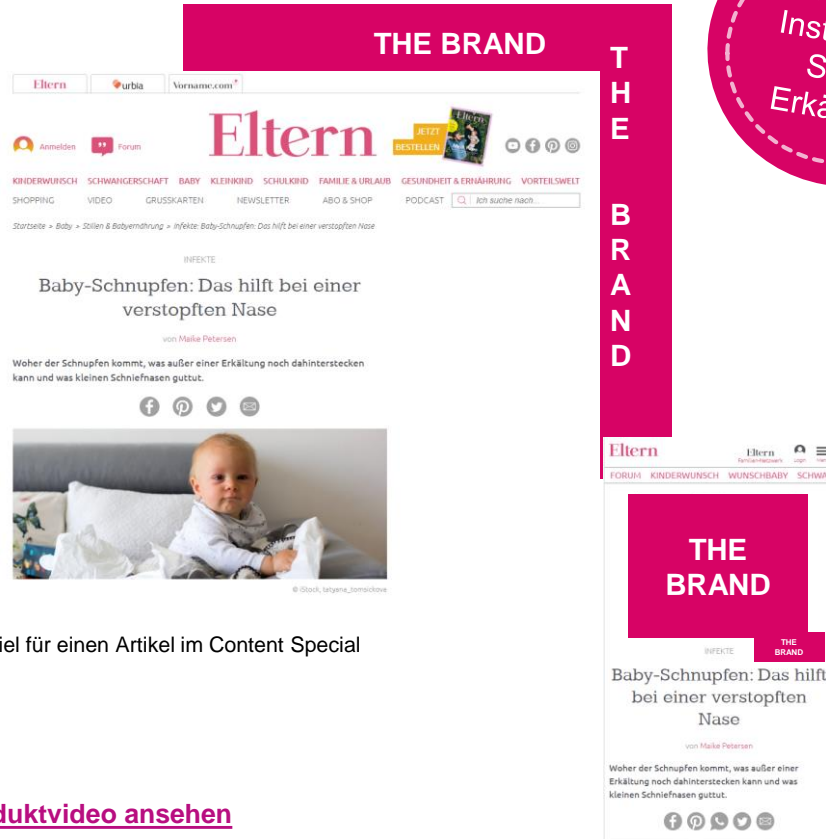 THE BRAND
T
H
E
B
R
A
N
D
Eltern
urbia
Vorname.com
Anmelden
Forum
Eltern
JETZT
BESTELLEN
Eltern
KINDERWUNSCH SCHWANGERSCHAFT BABY KLEINKIND SCHULKIND FAMILIE & URLAUB GESUNDHEIT & ERNÄHRUNG VORTEILSWELT
SHOPPING VIDEO GRUSSKARTEN NEWSLETTER ABO & SHOP PODCAST Ich suche nach...
Startseite » Baby » Stillen & Babyernährung » Infekte: Baby-Schnupfen: Das hilft bei einer verstopften Nase
INFEKTE
Baby-Schnupfen: Das hilft bei einer
verstopften Nase
von Maike Petersen
Woher der Schnupfen kommt, was außer einer Erkältung noch dahinterstecken
kann und was kleinen Schniefnasen guttut.
iel für einen Artikel im Content Special
duktvideo ansehen
Inst
S
Erkä
Eltern
Eltern
FORUM KINDERWUNSCH WUNSCHBABY SCHWA
THE
BRAND
THE
BRAND
INFEKTE
Baby-Schnupfen: Das hilft
bei einer verstopften
Nase
von Maike Petersen
Woher der Schnupfen kommt, was außer einer
Erkältung noch dahinterstecken kann und was
kleinen Schniefnasen guttut.